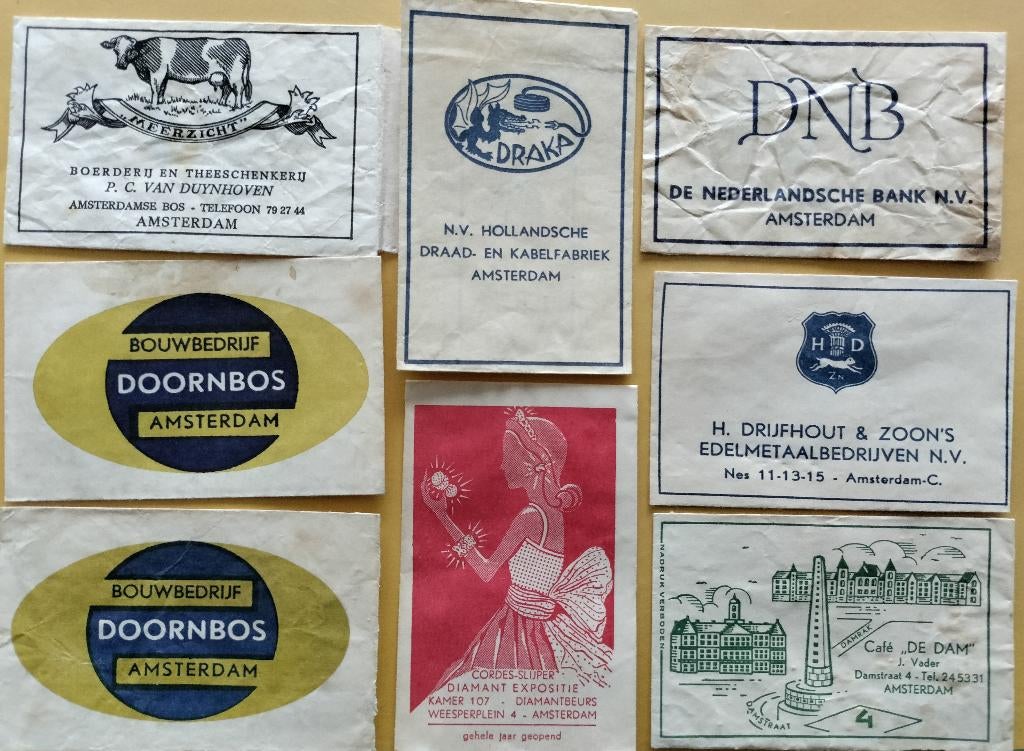 „MEERZICHT”
BOERDERIJ EN THEESCHENKERIJ
P. C. VAN DUYNHOVEN
AMSTERDAMSE BOS - TELEFOON 79 27 44
AMSTERDAM
DRAKA
N.V. HOLLANDSCHE
DRAAD- EN KABELFABRIEK
AMSTERDAM
DNB
DE NEDERLANDSCHE BANK N.V.
AMSTERDAM
BOUWBEDRIJF
DOORNBOS
AMSTERDAM
H D
ZN
H. DRIJFHOUT & ZOON'S
EDELMETAALBEDRIJVEN N.V.
Nes 11-13-15 - Amsterdam-C.
BOUWBEDRIJF
DOORNBOS
AMSTERDAM
CORDES-SLIJPER
DIAMANT EXPOSITIE
KAMER 107 - DIAMANTBEURS
WEESPERPLEIN 4 - AMSTERDAM
gehele jaar geopend
NADRUK VERBODEN
DAMRAK
Café „DE DAM”
J. Vader
Damstraat 4 - Tel. 245331
AMSTERDAM
DAMSTRAAT
4